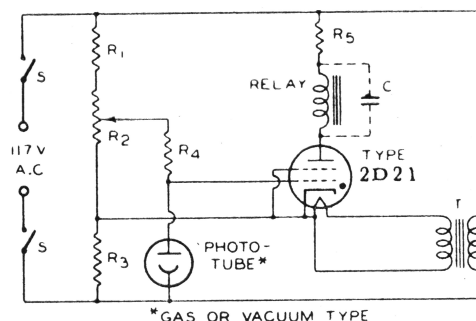 S
R1
R5
RELAY
C
R2
R4
TYPE
2D21
117 V
A.C
T
S
R3
PHOTO-
TUBE*
*GAS OR VACUUM TYPE